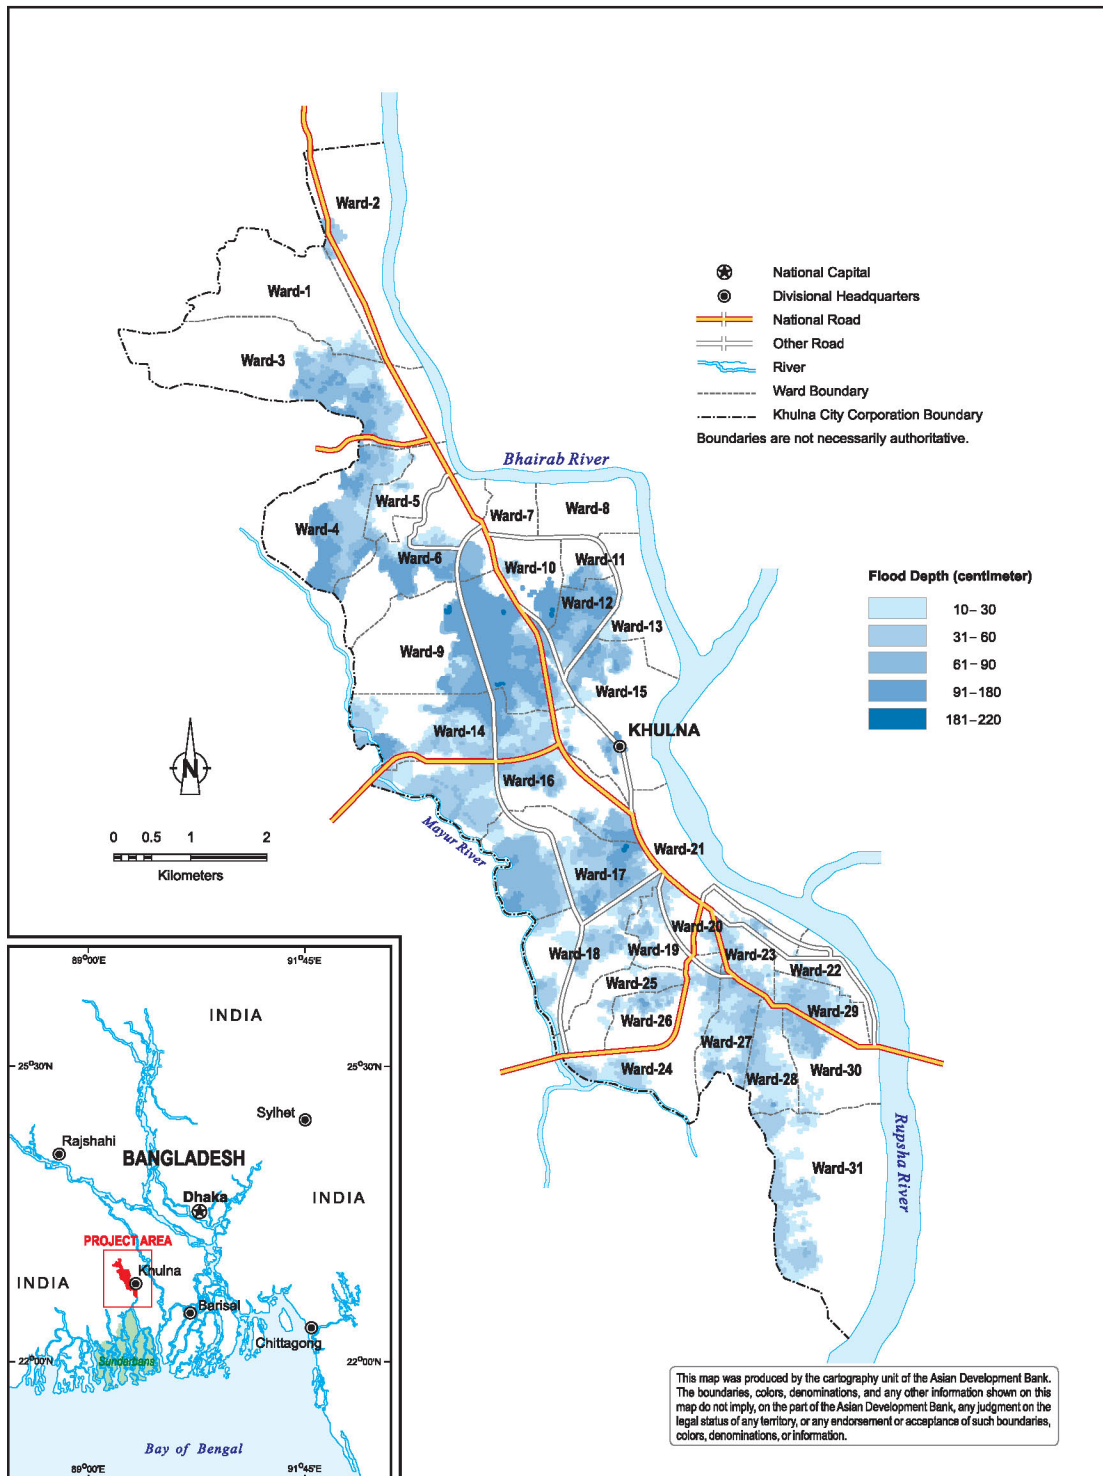 Ward-2
Ward-1
Ward-3
National Capital
Divisional Headquarters
National Road
Other Road
River
Ward Boundary
Khulna City Corporation Boundary
Boundaries are not necessarily authoritative.
Bhairab River
Ward-5
Ward-4
Ward-7
Ward-8
Ward-6
Ward-10
Ward-11
Ward-12
Ward-13
Ward-9
Ward-15
Ward-14
KHULNA
Ward-16
Mayur River
Ward-21
Ward-17
Ward-20
Ward-18
Ward-19
Ward-23
Ward-22
Ward-25
Ward-26
Ward-29
Ward-27
Ward-24
Ward-28
Ward-30
Ward-31
Rupsha River
Flood Depth (centimeter)
10– 30
31– 60
61– 90
91–180
181–220
N
0 0.5 1 2
Kilometers
89°00'E 91°45'E
INDIA
25°30'N 25°30'N
Sylhet
Rajshahi
BANGLADESH
Dhaka
INDIA
PROJECT AREA
INDIA
Khulna
Barisal
Chittagong
22°00'N 22°00'N
Sundarbans
Bay of Bengal
89°00'E 91°45'E
This map was produced by the cartography unit of the Asian Development Bank.
The boundaries, colors, denominations, and any other information shown on this
map do not imply, on the part of the Asian Development Bank, any judgment on the
legal status of any territory, or any endorsement or acceptance of such boundaries,
colors, denominations, or information.